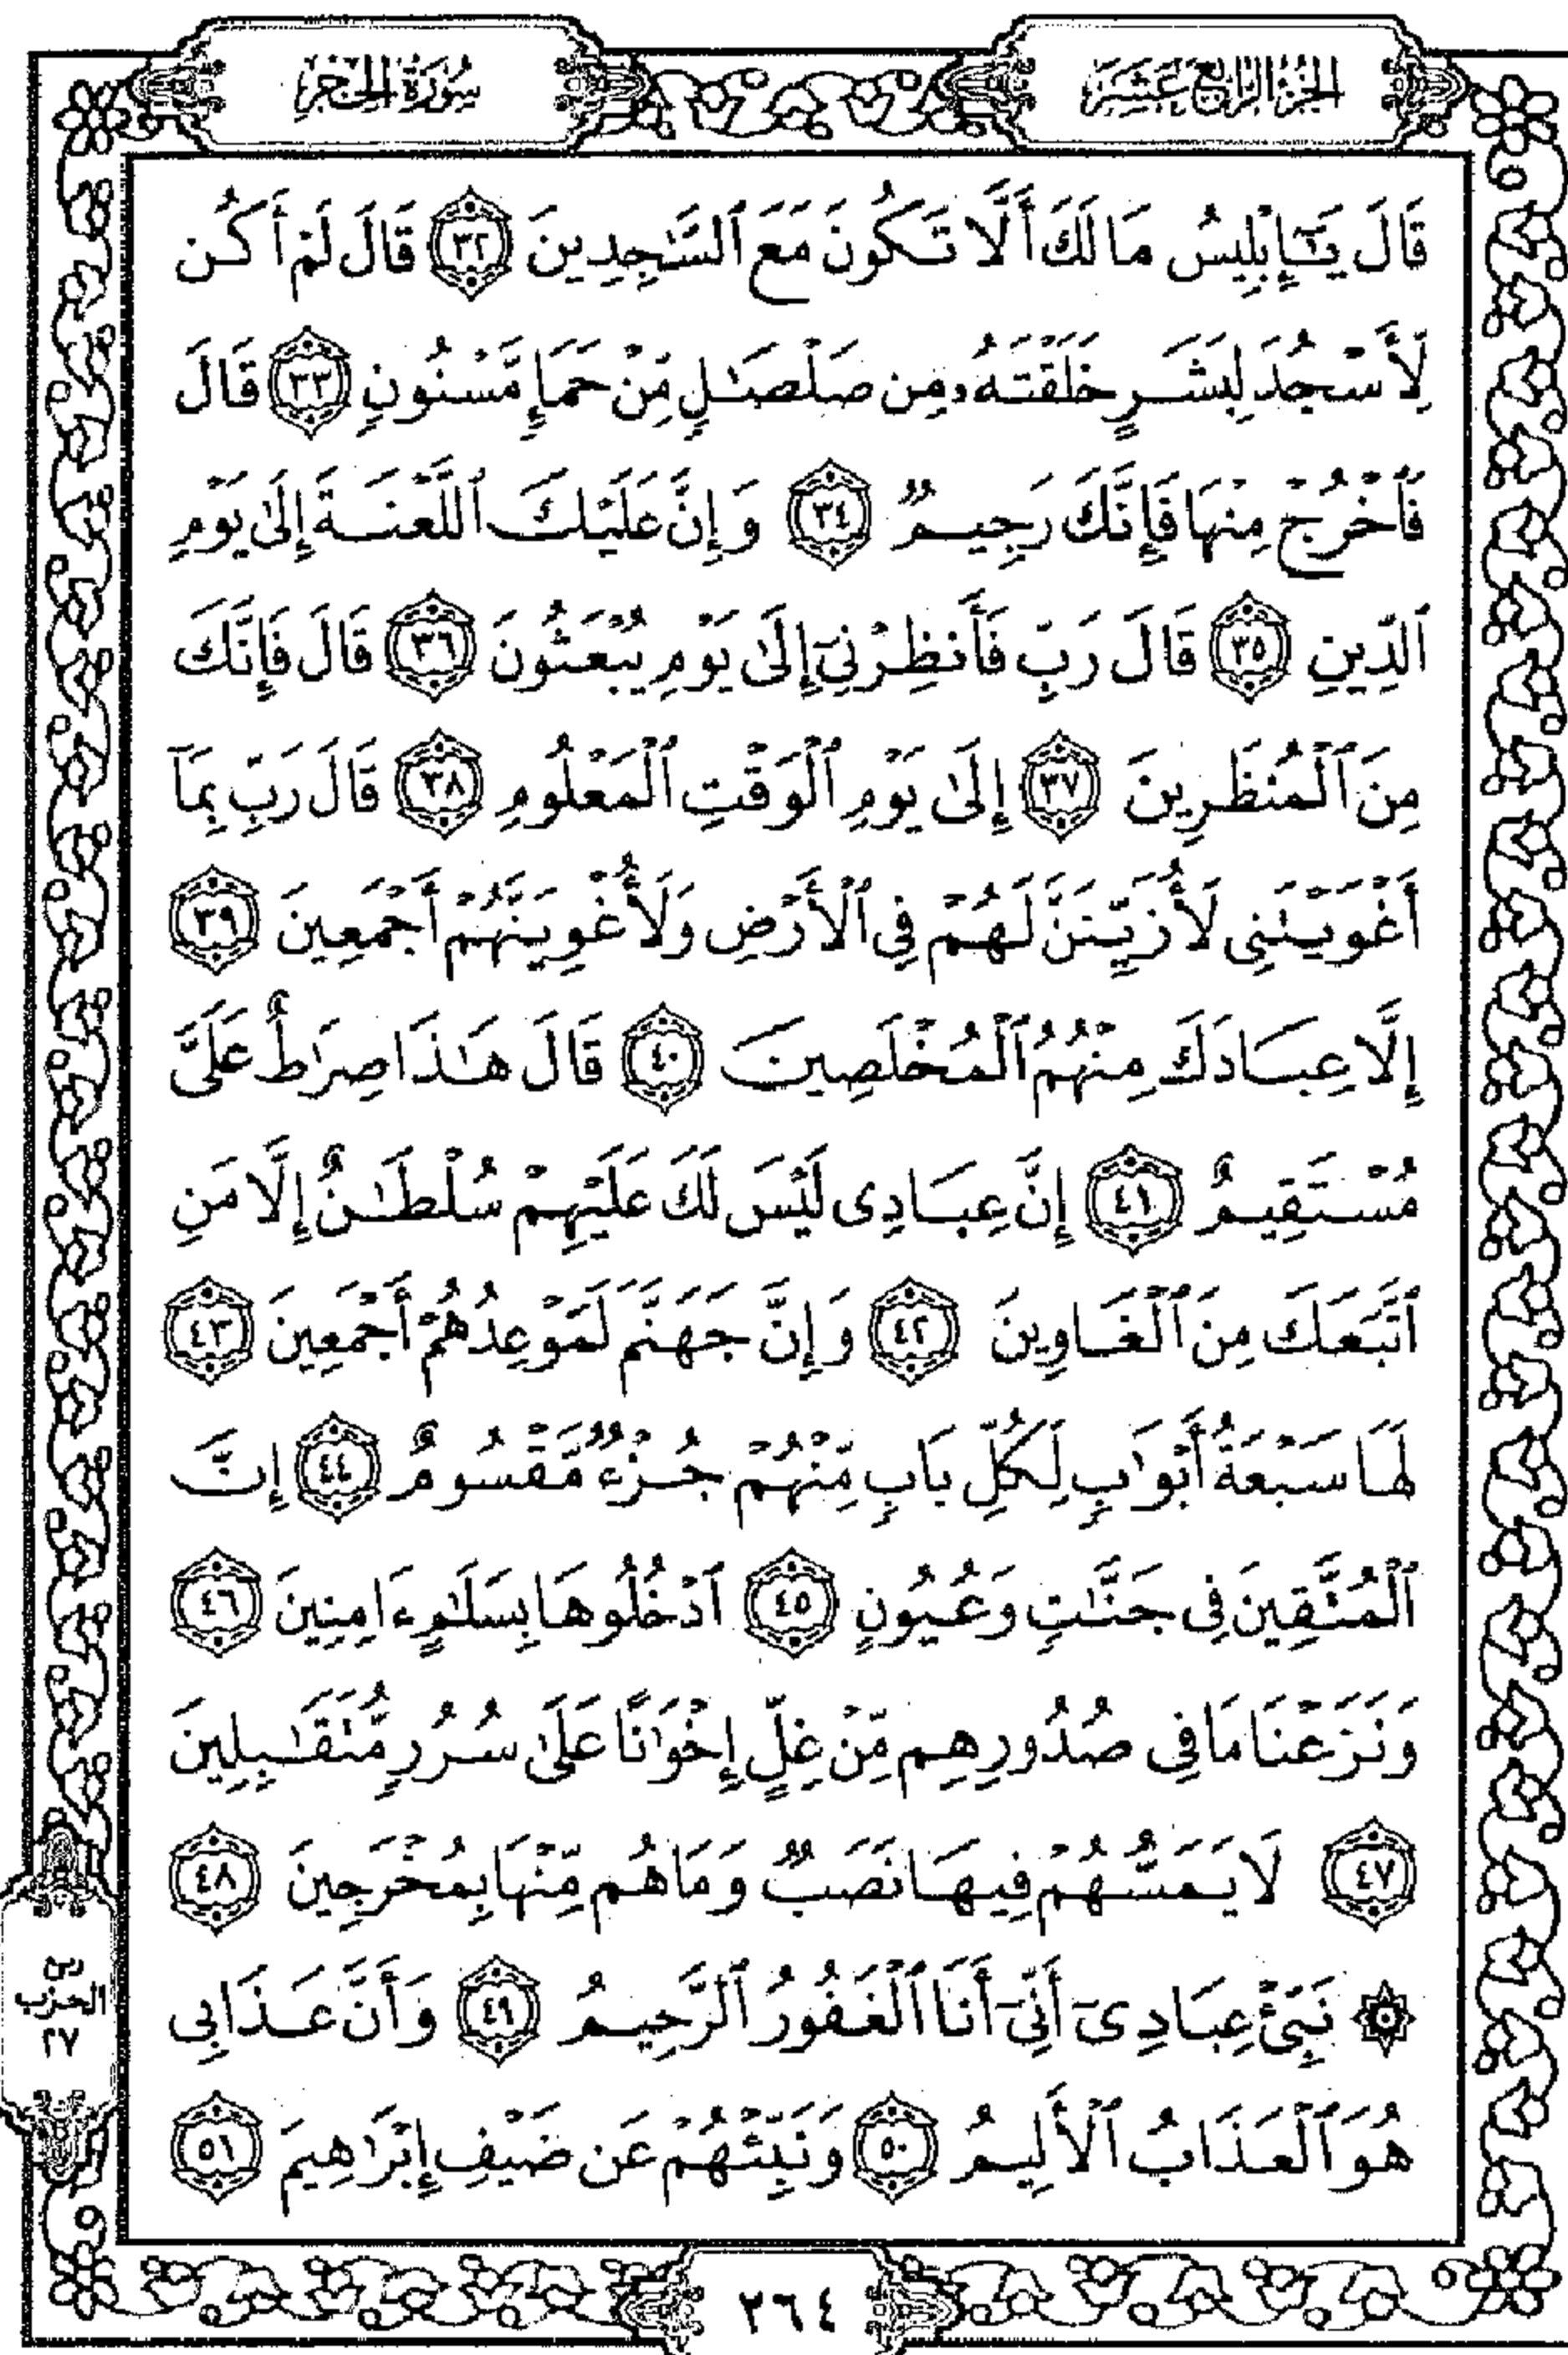 الجزء الرابع عشر
سورة الحجر
قَالَ يَـٰٓإِبْلِيسُ مَا لَكَ أَلَّا تَكُونَ مَعَ ٱلسَّـٰجِدِينَ ٣٢ قَالَ لَمْ أَكُن
لِّأَسْجُدَ لِبَشَرٍ خَلَقْتَهُۥ مِن صَلْصَـٰلٍ مِّنْ حَمَإٍ مَّسْنُونٍ ٣٣ قَالَ
فَٱخْرُجْ مِنْهَا فَإِنَّكَ رَجِيمٌ ٣٤ وَإِنَّ عَلَيْكَ ٱللَّعْنَةَ إِلَىٰ يَوْمِ
ٱلدِّينِ ٣٥ قَالَ رَبِّ فَأَنظِرْنِىٓ إِلَىٰ يَوْمِ يُبْعَثُونَ ٣٦ قَالَ فَإِنَّكَ
مِنَ ٱلْمُنظَرِينَ ٣٧ إِلَىٰ يَوْمِ ٱلْوَقْتِ ٱلْمَعْلُومِ ٣٨ قَالَ رَبِّ بِمَآ
أَغْوَيْتَنِى لَأُزَيِّنَنَّ لَهُمْ فِى ٱلْأَرْضِ وَلَأُغْوِيَنَّهُمْ أَجْمَعِينَ ٣٩
إِلَّا عِبَادَكَ مِنْهُمُ ٱلْمُخْلَصِينَ ٤٠ قَالَ هَـٰذَا صِرَٰطٌ عَلَىَّ
مُسْتَقِيمٌ ٤١ إِنَّ عِبَادِى لَيْسَ لَكَ عَلَيْهِمْ سُلْطَـٰنٌ إِلَّا مَنِ
ٱتَّبَعَكَ مِنَ ٱلْغَاوِينَ ٤٢ وَإِنَّ جَهَنَّمَ لَمَوْعِدُهُمْ أَجْمَعِينَ ٤٣
لَهَا سَبْعَةُ أَبْوَٰبٍ لِّكُلِّ بَابٍ مِّنْهُمْ جُزْءٌ مَّقْسُومٌ ٤٤ إِنَّ
ٱلْمُتَّقِينَ فِى جَنَّـٰتٍ وَعُيُونٍ ٤٥ ٱدْخُلُوهَا بِسَلَـٰمٍ ءَامِنِينَ ٤٦
وَنَزَعْنَا مَا فِى صُدُورِهِم مِّنْ غِلٍّ إِخْوَٰنًا عَلَىٰ سُرُرٍ مُّتَقَـٰبِلِينَ
٤٧ لَا يَمَسُّهُمْ فِيهَا نَصَبٌ وَمَا هُم مِّنْهَا بِمُخْرَجِينَ ٤٨
۞ نَبِّئْ عِبَادِىٓ أَنِّىٓ أَنَا ٱلْغَفُورُ ٱلرَّحِيمُ ٤٩ وَأَنَّ عَذَابِى
هُوَ ٱلْعَذَابُ ٱلْأَلِيمُ ٥٠ وَنَبِّئْهُمْ عَن ضَيْفِ إِبْرَٰهِيمَ ٥١
ربع
الحزب
٢٧
٢٦٤